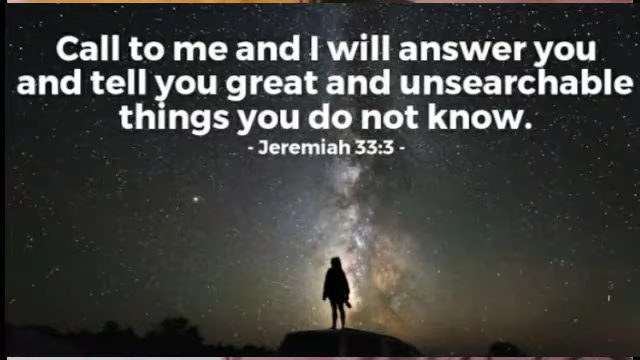 Call to me and I will answer you
and tell you great and unsearchable
things you do not know.
- Jeremiah 33:3 -